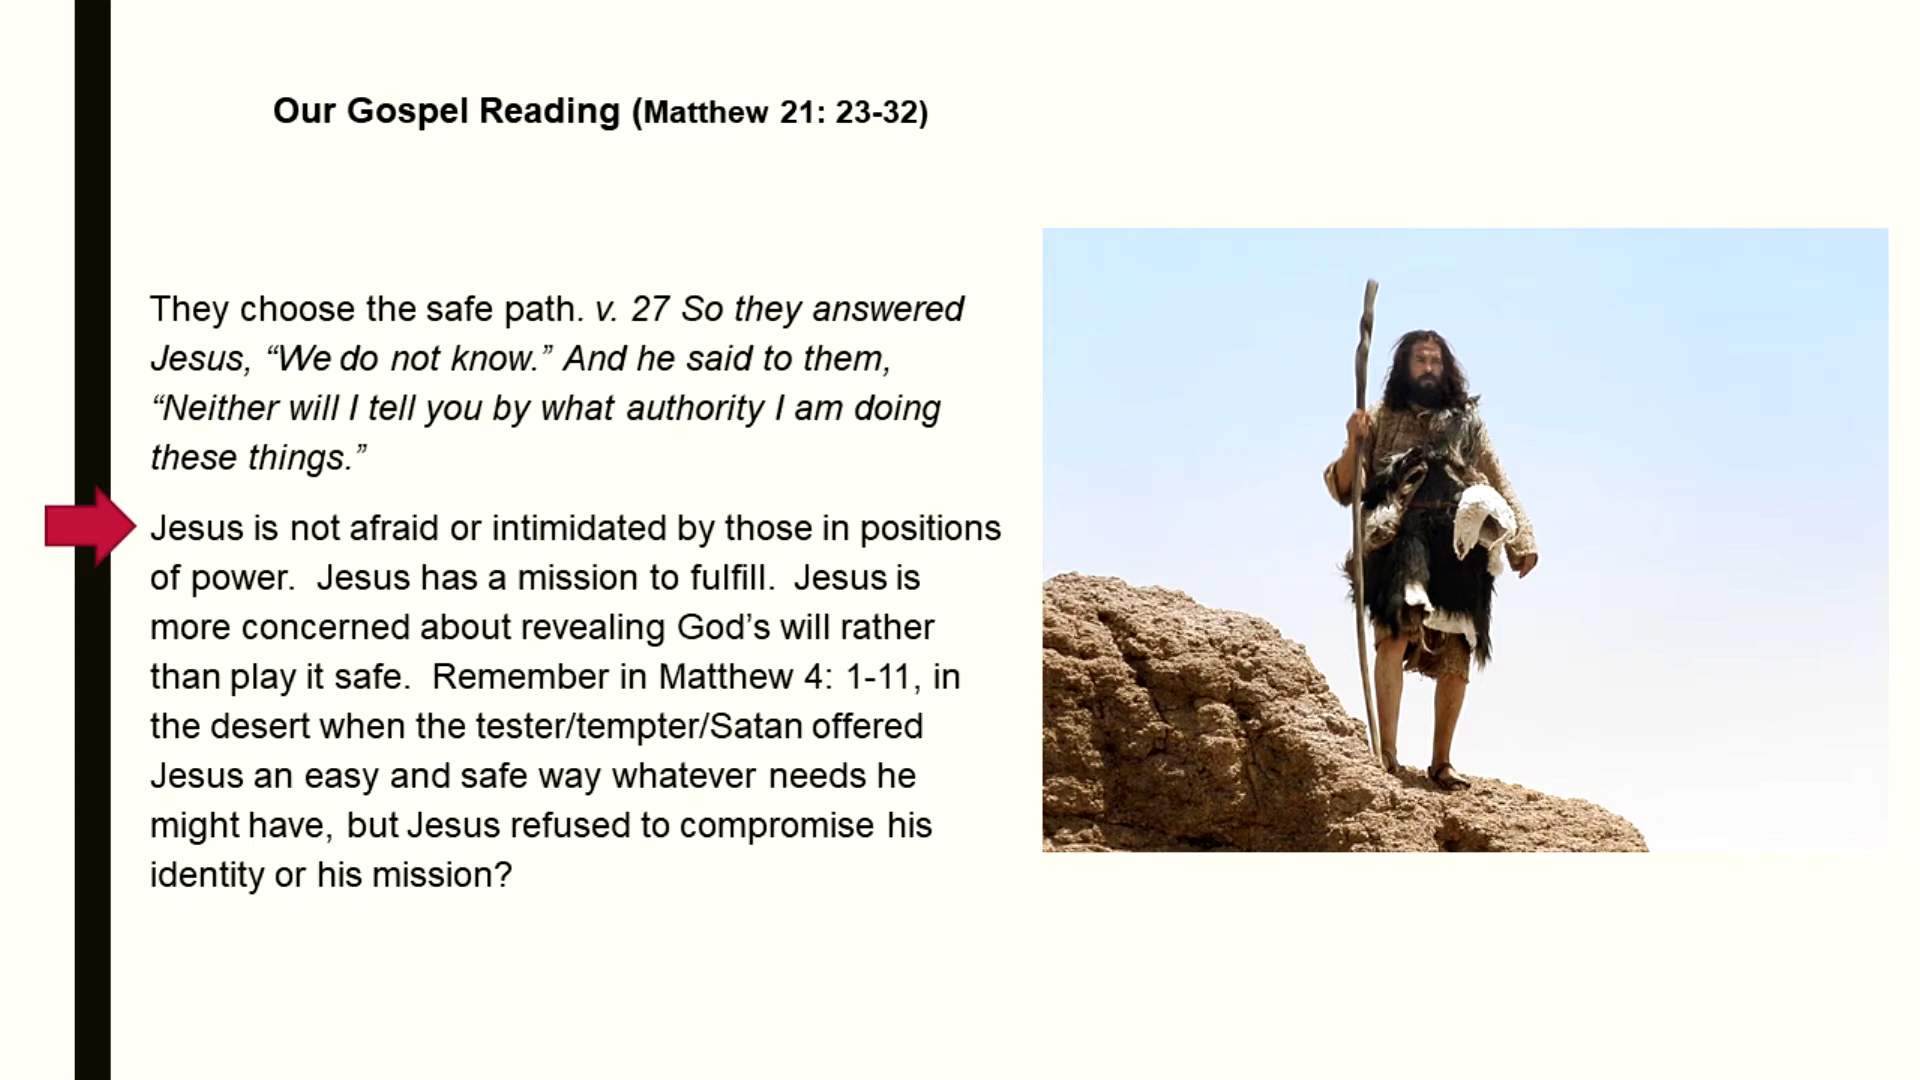 Our Gospel Reading (Matthew 21: 23-32)
They choose the safe path. v. 27 So they answered
Jesus, “We do not know.” And he said to them,
“Neither will I tell you by what authority I am doing
these things.”
Jesus is not afraid or intimidated by those in positions
of power.  Jesus has a mission to fulfill.  Jesus is
more concerned about revealing God’s will rather
than play it safe.  Remember in Matthew 4: 1-11, in
the desert when the tester/tempter/Satan offered
Jesus an easy and safe way whatever needs he
might have, but Jesus refused to compromise his
identity or his mission?